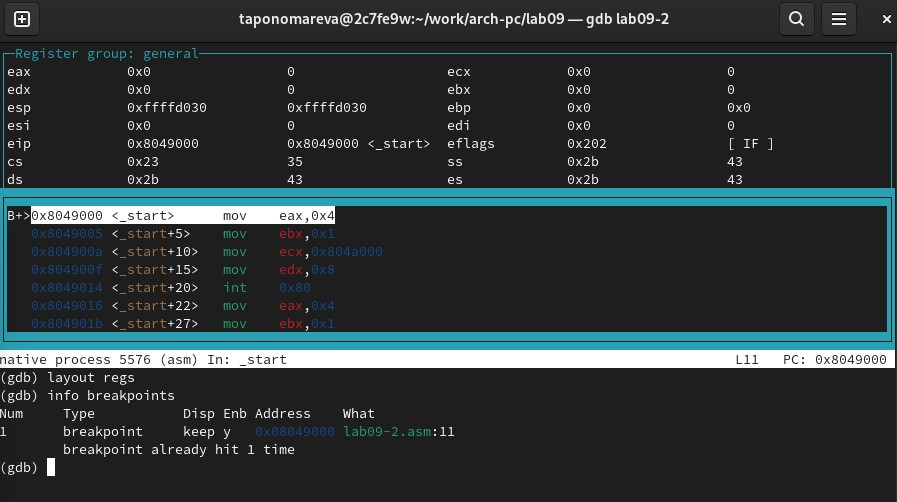 taponomareva@2c7fe9w:~/work/arch-pc/lab09 — gdb lab09-2
Register group: general
eax 0x0 0 ecx 0x0 0
edx 0x0 0 ebx 0x0 0
esp 0xffffd030 0xffffd030 ebp 0x0 0x0
esi 0x0 0 edi 0x0 0
eip 0x8049000 0x8049000 <_start> eflags 0x202 [ IF ]
cs 0x23 35 ss 0x2b 43
ds 0x2b 43 es 0x2b 43
B+>0x8049000 <_start> mov eax,0x4
0x8049005 <_start+5> mov ebx,0x1
0x804900a <_start+10> mov ecx,0x804a000
0x804900f <_start+15> mov edx,0x8
0x8049014 <_start+20> int 0x80
0x8049016 <_start+22> mov eax,0x4
0x804901b <_start+27> mov ebx,0x1
native process 5576 (asm) In: _start L11 PC: 0x8049000
(gdb) layout regs
(gdb) info breakpoints
Num Type Disp Enb Address What
1 breakpoint keep y 0x08049000 lab09-2.asm:11
breakpoint already hit 1 time
(gdb)